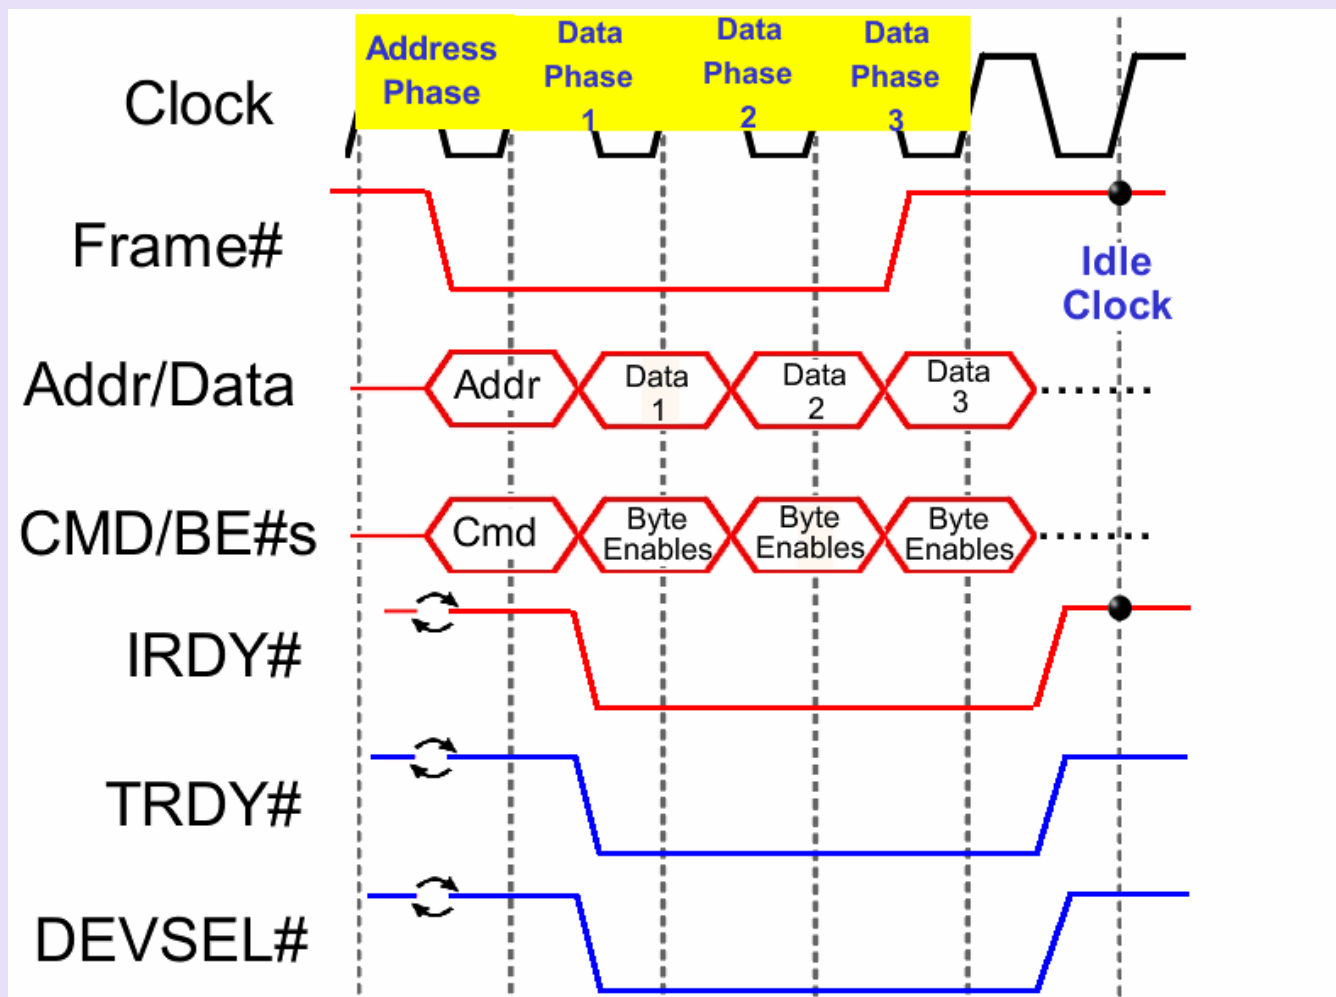 Address
Phase
Data
Phase
1
Data
Phase
2
Data
Phase
3
Clock
Frame#
Idle
Clock
Addr/Data
Addr
Data
1
Data
2
Data
3
CMD/BE#s
Cmd
Byte
Enables
Byte
Enables
Byte
Enables
IRDY#
TRDY#
DEVSEL#